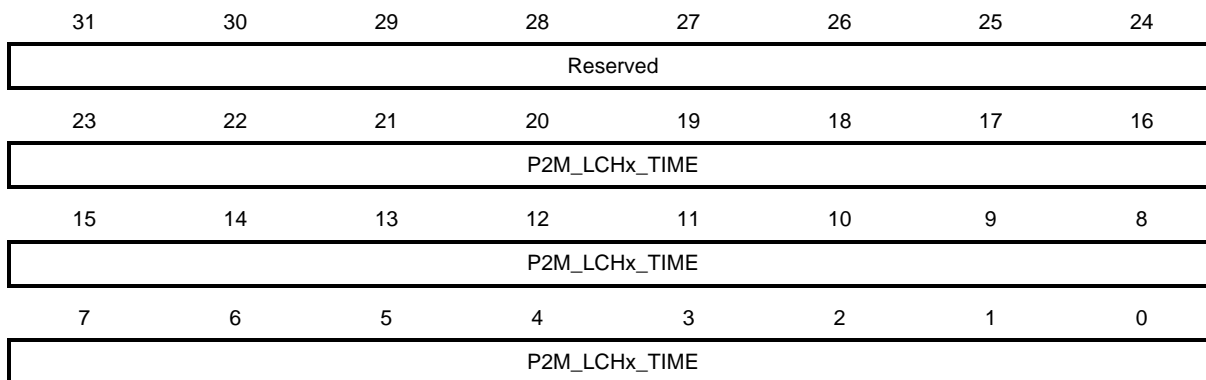 31 30 29 28 27 26 25 24
Reserved
23 22 21 20 19 18 17 16
P2M_LCHx_TIME
15 14 13 12 11 10 9 8
P2M_LCHx_TIME
7 6 5 4 3 2 1 0
P2M_LCHx_TIME